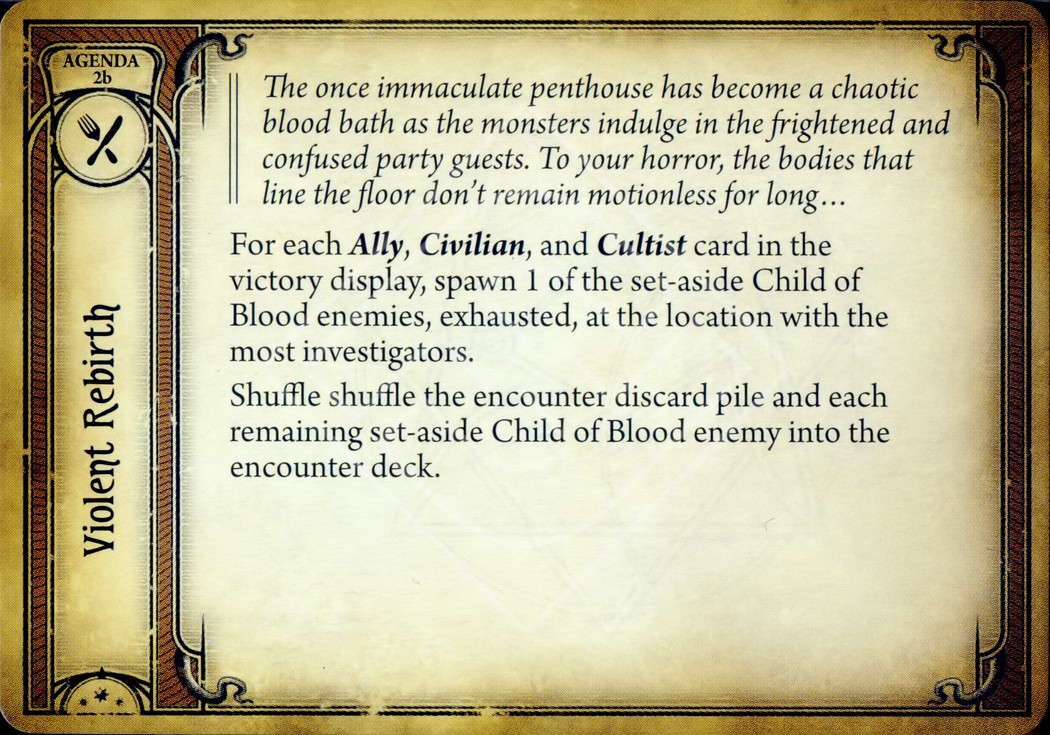 AGENDA
2b
Violent Rebirth
The once immaculate penthouse has become a chaotic
blood bath as the monsters indulge in the frightened and
confused party guests. To your horror, the bodies that
line the floor don't remain motionless for long…
For each Ally, Civilian, and Cultist card in the
victory display, spawn 1 of the set-aside Child of
Blood enemies, exhausted, at the location with the
most investigators.
Shuffle shuffle the encounter discard pile and each
remaining set-aside Child of Blood enemy into the
encounter deck.